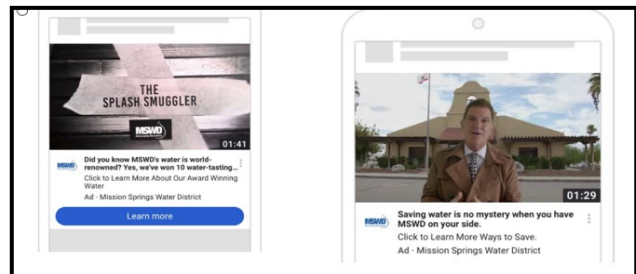 THE
SPLASH SMUGGLER
MSWD
01:41
MSWD
Did you know MSWD's water is world-
renowned? Yes, we've won 10 water-tasting...
Click to Learn More About Our Award Winning
Water
Ad · Mission Springs Water District
Learn more
01:29
MSWD
Saving water is no mystery when you have
MSWD on your side.
Click to Learn More Ways to Save.
Ad · Mission Springs Water District